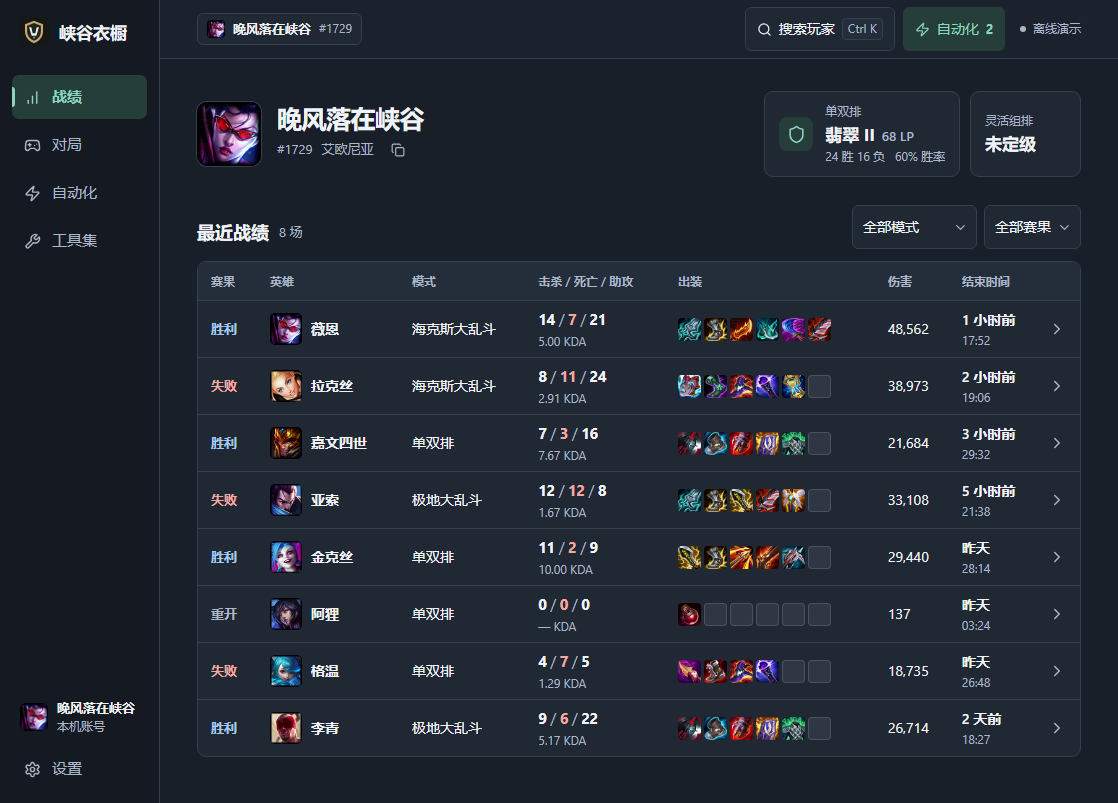 峡谷衣橱
晚风落在峡谷 #1729
搜索玩家 Ctrl K
自动化 2
离线演示
战绩
对局
自动化
工具集
晚风落在峡谷
#1729 艾欧尼亚
单双排
翡翠 II 68 LP
24 胜 16 负 60% 胜率
灵活组排
未定级
最近战绩 8 场
全部模式
全部赛果
赛果 英雄 模式 击杀 / 死亡 / 助攻 出装 伤害 结束时间
胜利 薇恩 海克斯大乱斗 14 / 7 / 21 48,562 1 小时前
5.00 KDA 17:52
失败 拉克丝 海克斯大乱斗 8 / 11 / 24 38,973 2 小时前
2.91 KDA 19:06
胜利 嘉文四世 单双排 7 / 3 / 16 21,684 3 小时前
7.67 KDA 29:32
失败 亚索 极地大乱斗 12 / 12 / 8 33,108 5 小时前
1.67 KDA 21:38
胜利 金克丝 单双排 11 / 2 / 9 29,440 昨天
10.00 KDA 28:14
重开 阿狸 单双排 0 / 0 / 0 137 昨天
— KDA 03:24
失败 格温 单双排 4 / 7 / 5 18,735 昨天
1.29 KDA 26:48
胜利 李青 极地大乱斗 9 / 6 / 22 26,714 2 天前
5.17 KDA 18:27
晚风落在峡谷
本机账号
设置